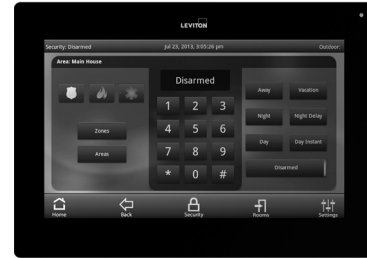 LEVITON
Security: Disarmed Jul 23, 2013, 3:05:26 pm Outdoor:
Area: Main House
Disarmed
Away Vacation
1 2 3
Night Night Delay
Zones
4 5 6
Day Day Instant
Areas
7 8 9
Disarmed
* 0 #
Home Back Security Rooms Settings